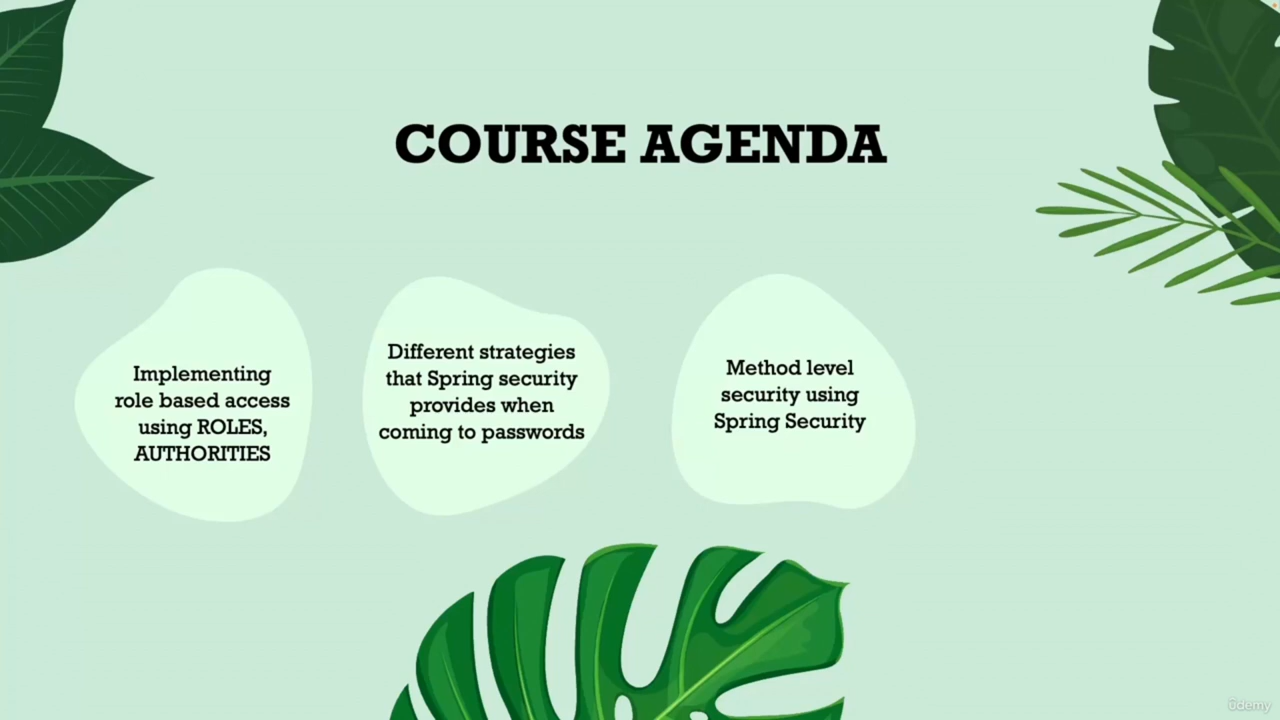 COURSE AGENDA
Implementing
role based access
using ROLES,
AUTHORITIES
Different strategies
that Spring security
provides when
coming to passwords
Method level
security using
Spring Security
ûdemy